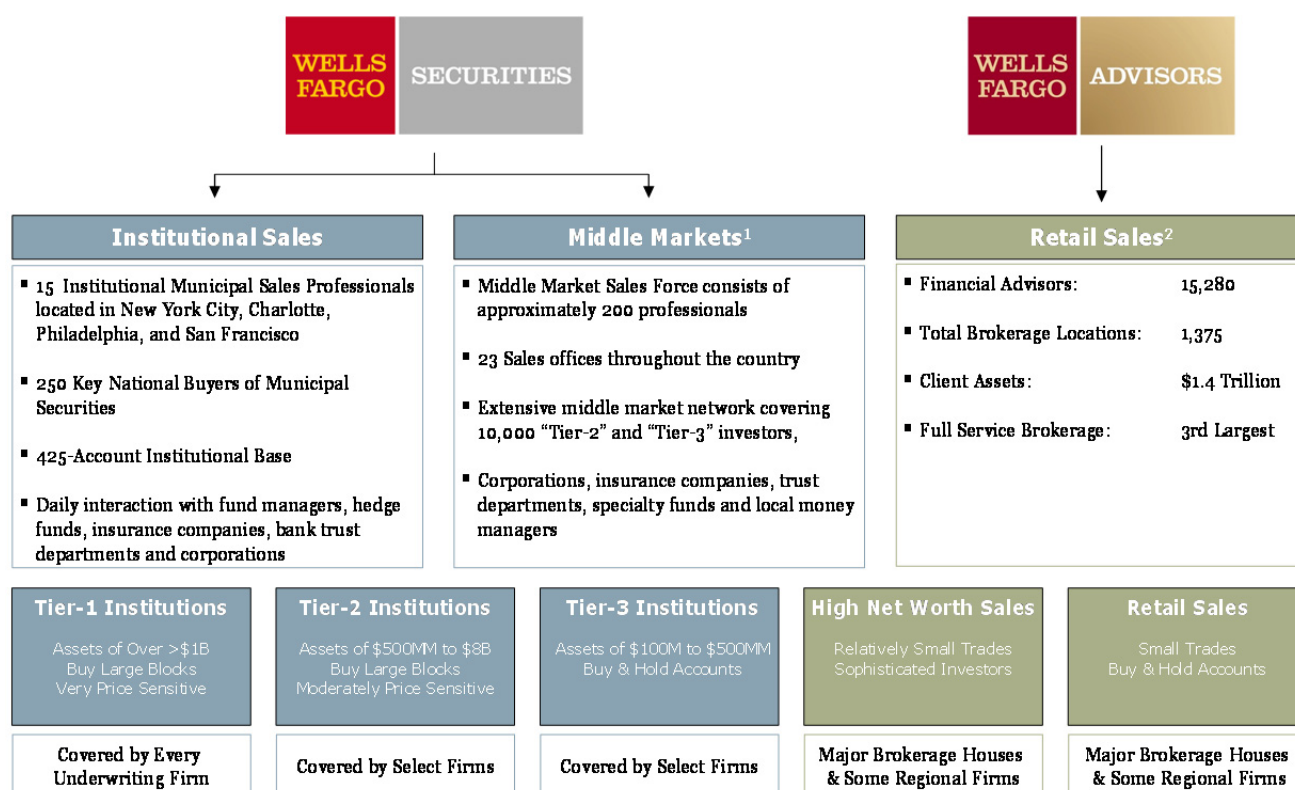 WELLS
FARGO
SECURITIES
WELLS
FARGO
ADVISORS
Institutional Sales
▪ 15 Institutional Municipal Sales Professionals
located in New York City, Charlotte,
Philadelphia, and San Francisco
▪ 250 Key National Buyers of Municipal
Securities
▪ 425-Account Institutional Base
▪ Daily interaction with fund managers, hedge
funds, insurance companies, bank trust
departments and corporations
Middle Markets¹
▪ Middle Market Sales Force consists of
approximately 200 professionals
▪ 23 Sales offices throughout the country
▪ Extensive middle market network covering
10,000 “Tier-2” and “Tier-3” investors,
▪ Corporations, insurance companies, trust
departments, specialty funds and local money
managers
Retail Sales²
▪ Financial Advisors: 15,280
▪ Total Brokerage Locations: 1,375
▪ Client Assets: $1.4 Trillion
▪ Full Service Brokerage: 3rd Largest
Tier-1 Institutions
Assets of Over >$1B
Buy Large Blocks
Very Price Sensitive
Covered by Every
Underwriting Firm
Tier-2 Institutions
Assets of $500MM to $8B
Buy Large Blocks
Moderately Price Sensitive
Covered by Select Firms
Tier-3 Institutions
Assets of $100M to $500MM
Buy & Hold Accounts
Covered by Select Firms
High Net Worth Sales
Relatively Small Trades
Sophisticated Investors
Major Brokerage Houses
& Some Regional Firms
Retail Sales
Small Trades
Buy & Hold Accounts
Major Brokerage Houses
& Some Regional Firms